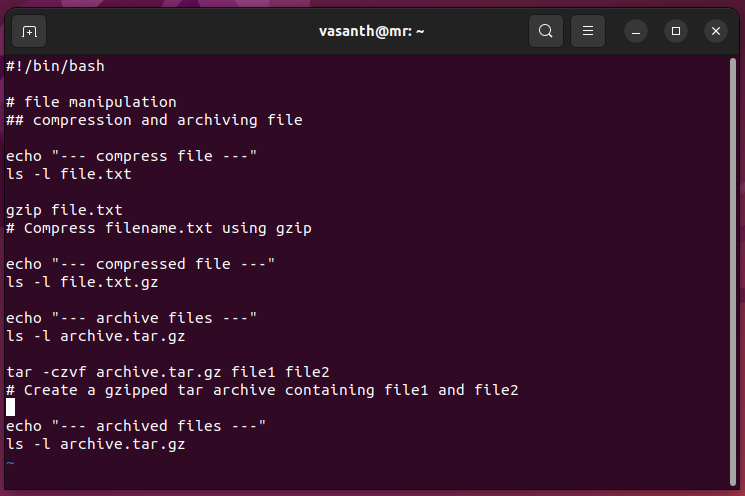 vasanth@mr: ~
#!/bin/bash
# file manipulation
## compression and archiving file
echo "--- compress file ---"
ls -l file.txt
gzip file.txt
# Compress filename.txt using gzip
echo "--- compressed file ---"
ls -l file.txt.gz
echo "--- archive files ---"
ls -l archive.tar.gz
tar -czvf archive.tar.gz file1 file2
# Create a gzipped tar archive containing file1 and file2
echo "--- archived files ---"
ls -l archive.tar.gz
~